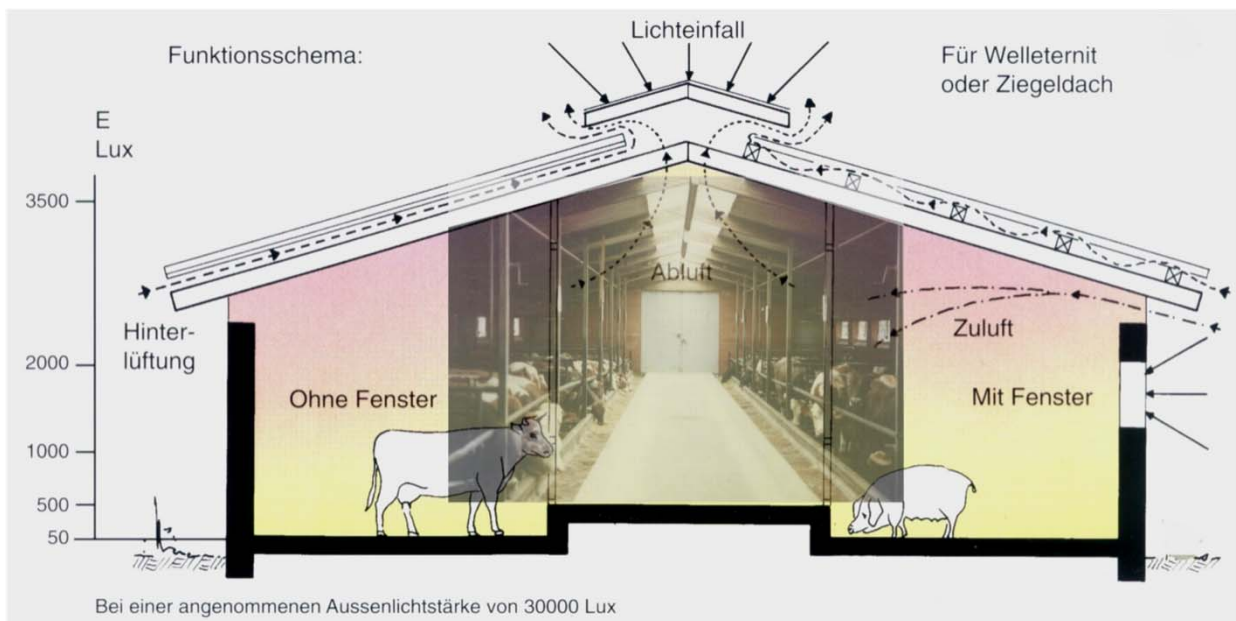 Lichteinfall
Funktionsschema:
Für Welleternit
oder Ziegeldach
E
Lux
3500
Abluft
Hinter-
lüftung
Zuluft
2000
Ohne Fenster
Mit Fenster
1000
500
50
Bei einer angenommenen Aussenlichtstärke von 30000 Lux